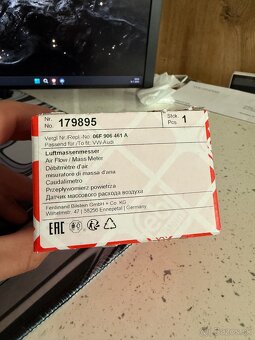 Nr.
No. 179895
Stck.
Pcs 1
Vergl.Nr./Repl.-No. 06F 906 461 A
Passend für /To fit: VW-Audi
Luftmassenmesser
Air Flow / Mass Meter
Débitmètre d'air
misuratore di massa d'aria
Caudalímetro
Przepływomierz powietrza
Датчик массового расхода воздуха
Ferdinand Bilstein GmbH + Co. KG
Wilhelmstr. 47 | 58256 Ennepetal | Germany
EAC